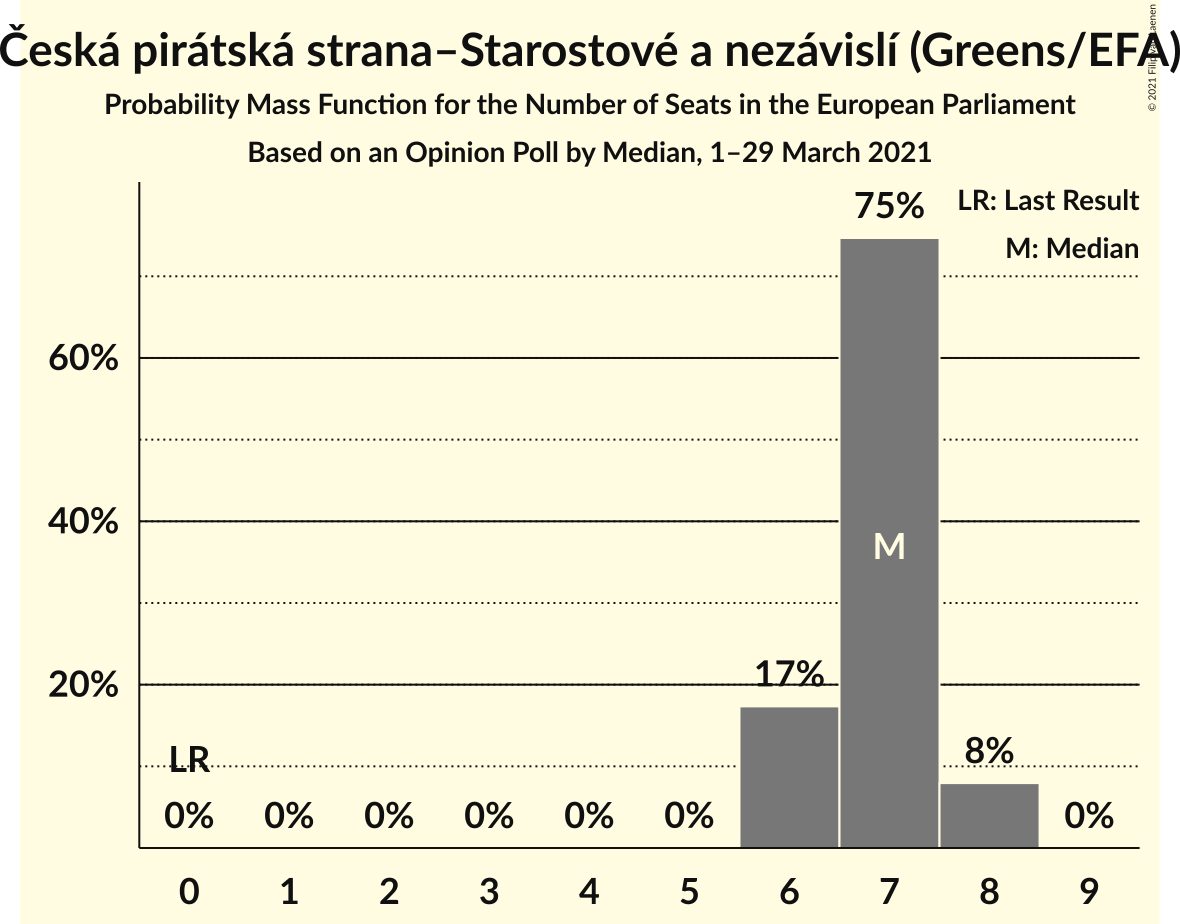 Česká pirátská strana–Starostové a nezávislí (Greens/EFA)
Probability Mass Function for the Number of Seats in the European Parliament
Based on an Opinion Poll by Median, 1–29 March 2021
© 2021 Filip
LR: Last Result
M: Median
75%
60%
40%
M
17%
20%
LR
8%
0% 0% 0% 0% 0% 0% 0%
0 1 2 3 4 5 6 7 8 9